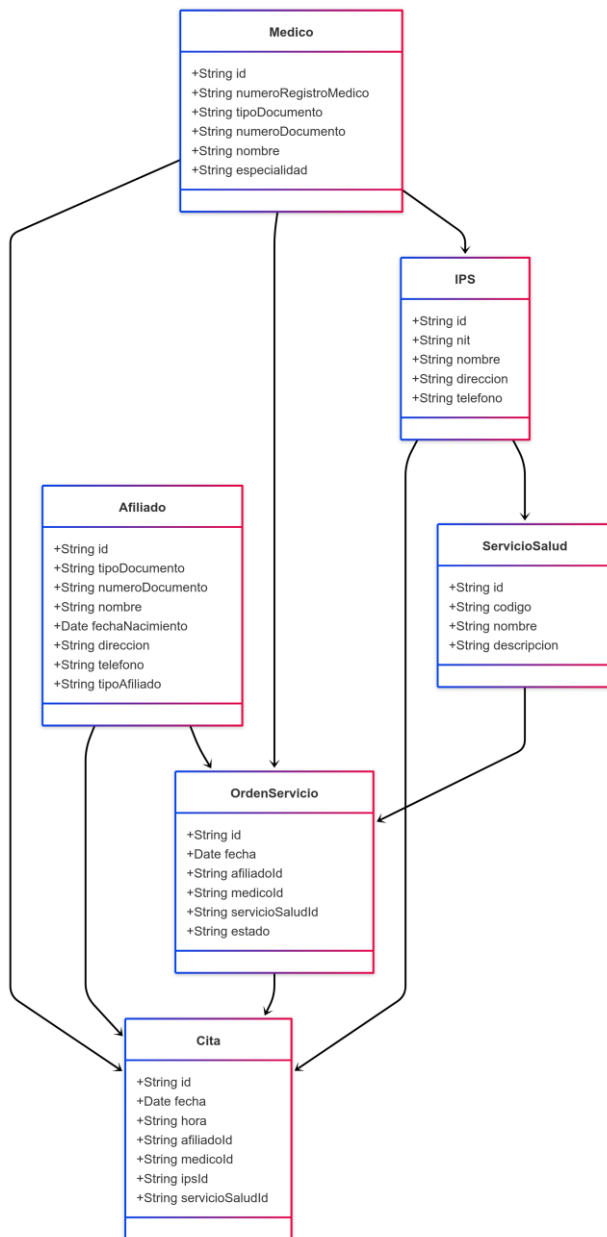 Medico
+String id
+String numeroRegistroMedico
+String tipoDocumento
+String numeroDocumento
+String nombre
+String especialidad
IPS
+String id
+String nit
+String nombre
+String direccion
+String telefono
Afiliado
+String id
+String tipoDocumento
+String numeroDocumento
+String nombre
+Date fechaNacimiento
+String direccion
+String telefono
+String tipoAfiliado
ServicioSalud
+String id
+String codigo
+String nombre
+String descripcion
OrdenServicio
+String id
+Date fecha
+String afiliadoId
+String medicoId
+String servicioSaludId
+String estado
Cita
+String id
+Date fecha
+String hora
+String afiliadoId
+String medicoId
+String ipsId
+String servicioSaludId